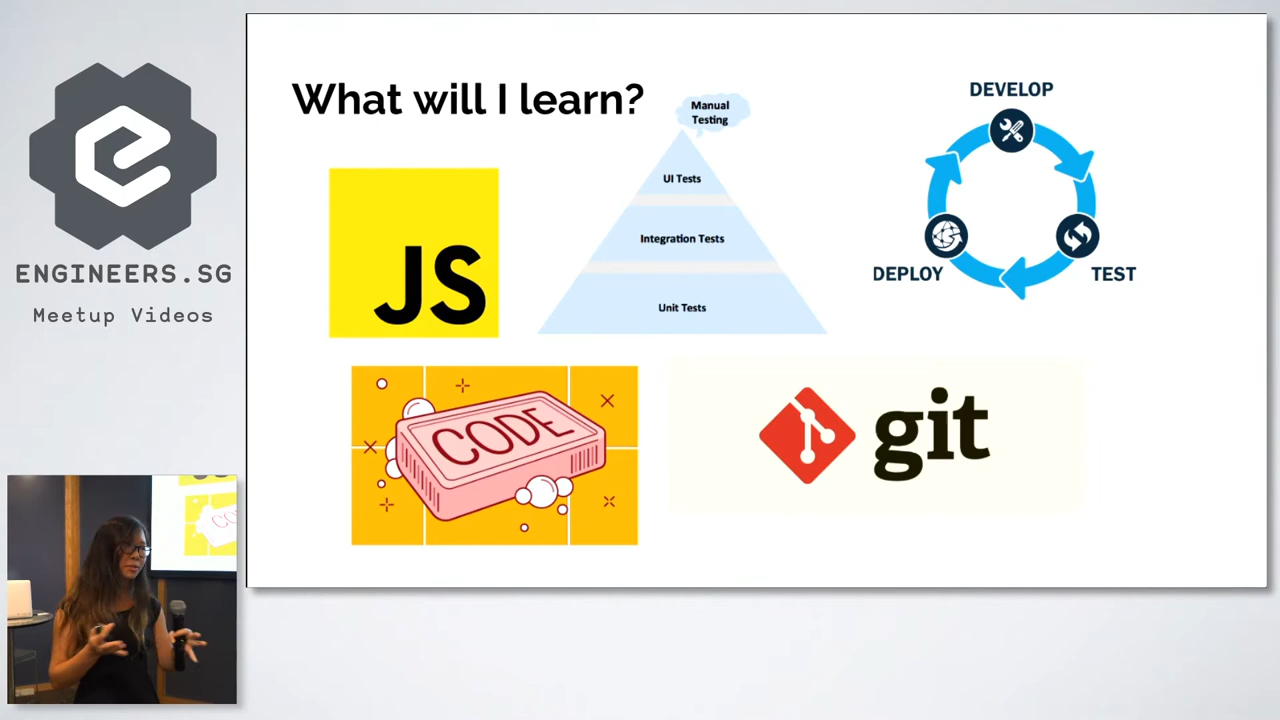 ENGINEERS.SG
Meetup Videos
What will I learn?
Manual
Testing
UI Tests
Integration Tests
Unit Tests
JS
DEVELOP
DEPLOY
TEST
CODE
git